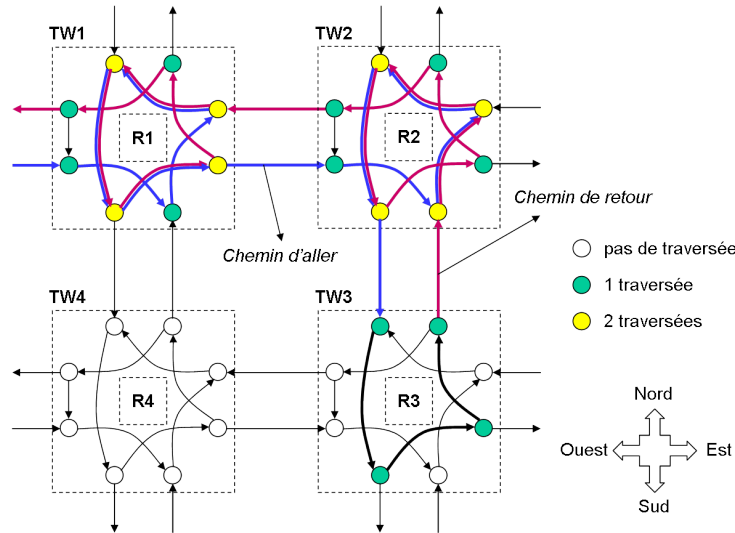 TW1
TW2
R1
R2
Chemin de retour
Chemin d'aller
pas de traversée
TW4
TW3
1 traversée
2 traversées
R4
R3
Nord
Ouest
Est
Sud